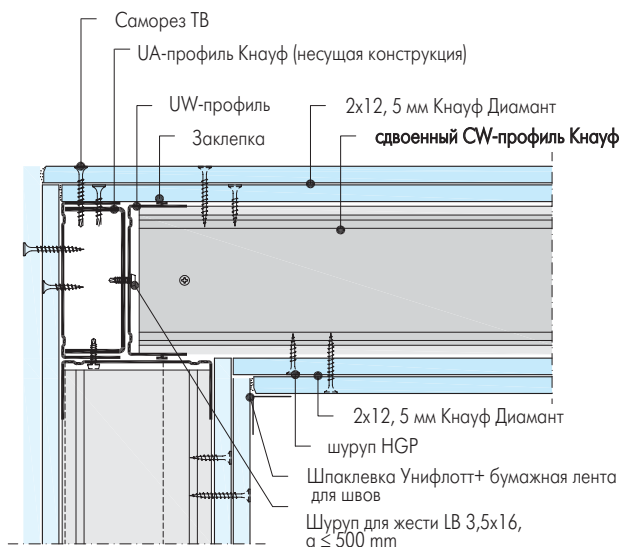 Саморез ТВ
UA-профиль Кнауф (несущая конструкция)
UW-профиль
2х12, 5 мм Кнауф Диамант
Заклепка
сдвоенный CW-профиль Кнауф
2х12, 5 мм Кнауф Диамант
шуруп HGP
Шпаклевка Унифлотт+ бумажная лента
для швов
Шуруп для жести LB 3,5х16,
a ≤ 500 mm